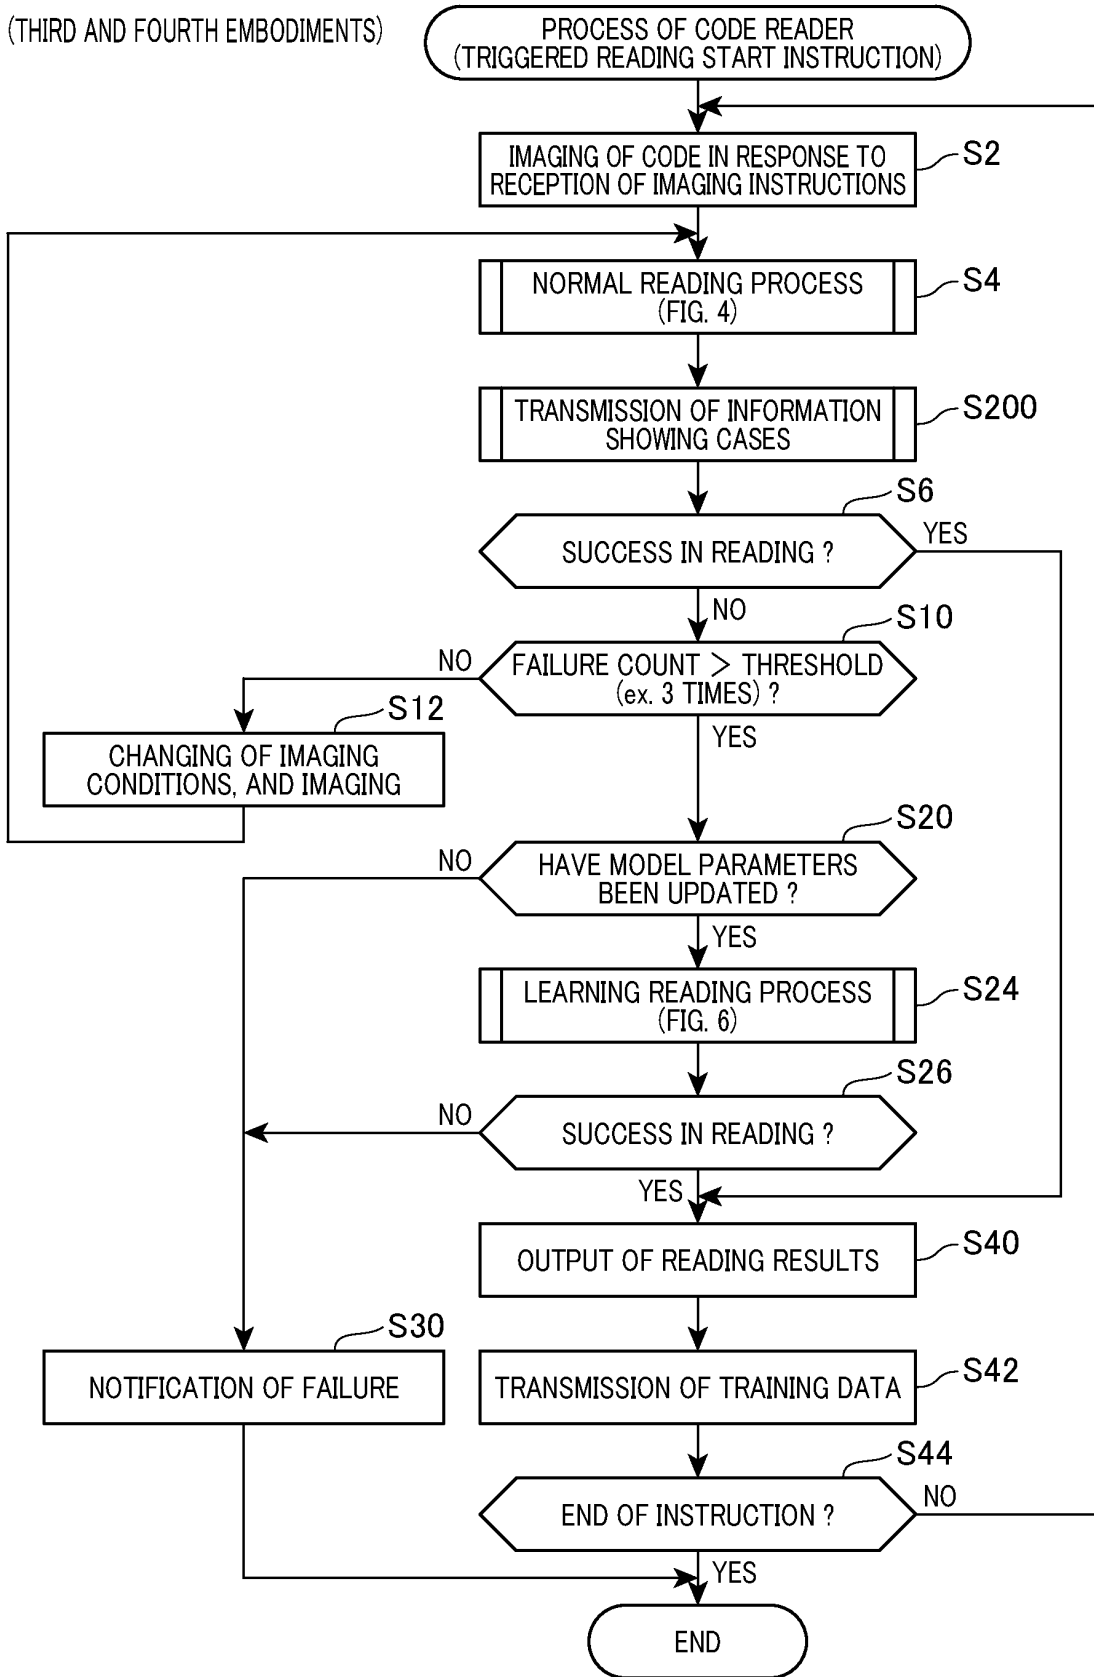 (THIRD AND FOURTH EMBODIMENTS)
PROCESS OF CODE READER
(TRIGGERED READING START INSTRUCTION)
IMAGING OF CODE IN RESPONSE TO
RECEPTION OF IMAGING INSTRUCTIONS
S2
NORMAL READING PROCESS
(FIG. 4)
S4
TRANSMISSION OF INFORMATION
SHOWING CASES
S200
S6
SUCCESS IN READING ?
YES
NO
S10
NO
FAILURE COUNT > THRESHOLD
(ex. 3 TIMES) ?
S12
YES
CHANGING OF IMAGING
CONDITIONS, AND IMAGING
S20
NO
HAVE MODEL PARAMETERS
BEEN UPDATED ?
YES
LEARNING READING PROCESS
(FIG. 6)
S24
S26
NO
SUCCESS IN READING ?
YES
OUTPUT OF READING RESULTS
S40
S30
NOTIFICATION OF FAILURE
TRANSMISSION OF TRAINING DATA
S42
S44
END OF INSTRUCTION ?
NO
YES
END